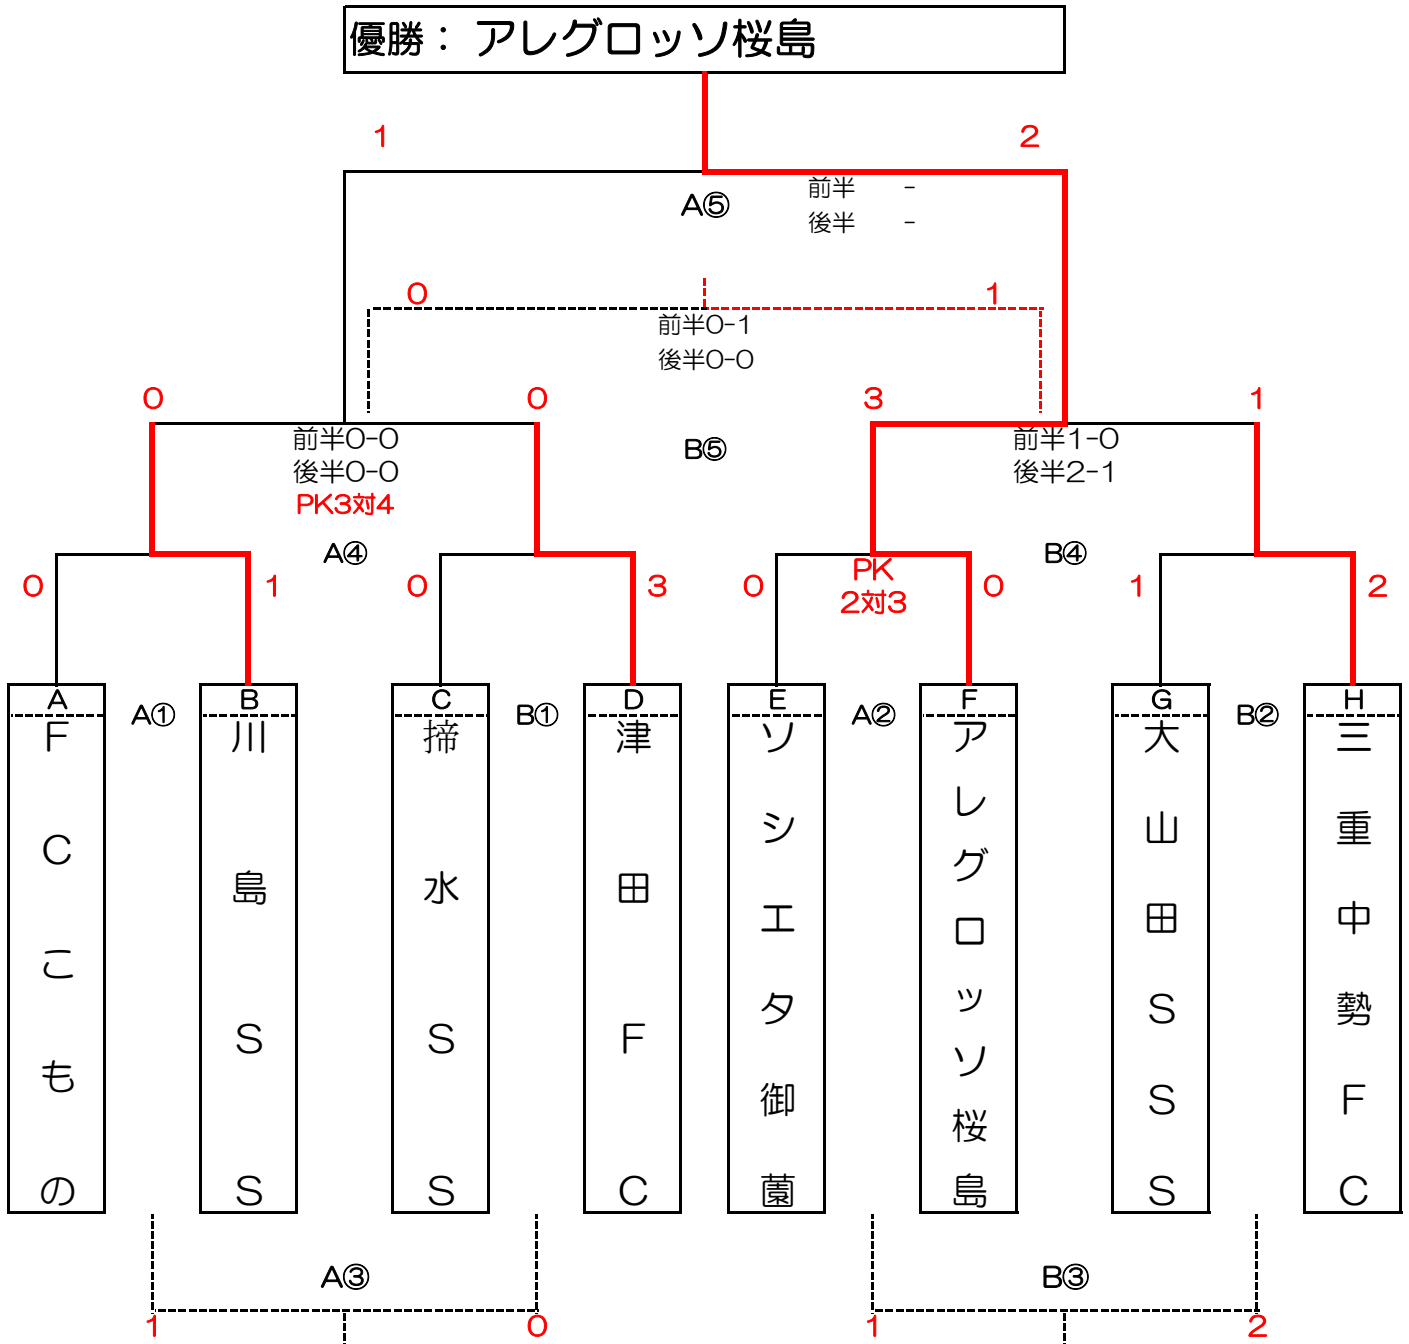 優勝： アレグロッソ桜島
1 2
前半 -
A⑤
後半 -
0 1
前半0-1
後半0-0
0 0 3 1
前半0-0 前半1-0
B⑤
後半0-0 後半2-1
PK3対4
A④ B④
PK
0 1 0 3 0 0 1 2
2対3
A B C D E F G H
A① B① A② B②
FCこもの
川島SS
揥水SS
津田FC
ソシエタ御薗
アレグロッソ桜島
大山田SSS
三重中勢FC
A③ B③
1 0 1 2